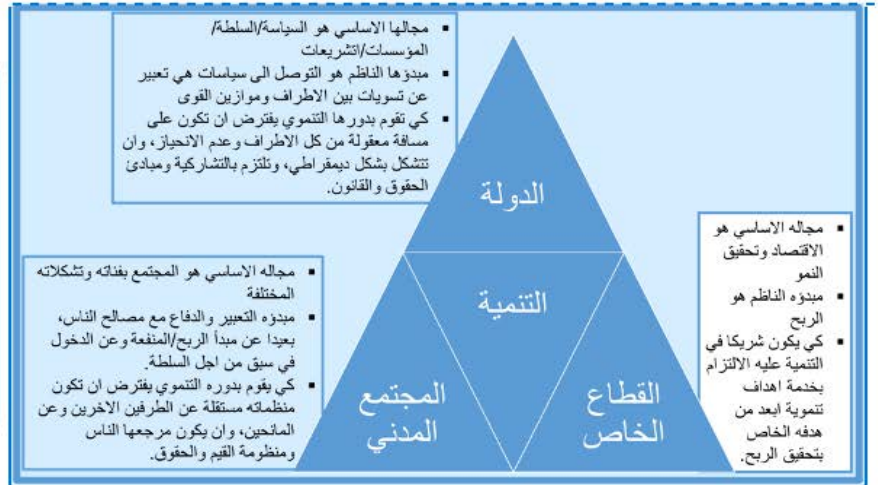 ▪ مجالها الاساسي هو السياسة/السلطة/
المؤسسات/اتشريعات
▪ مبدؤها الناظم هو التوصل الى سياسات هي تعبير
عن تسويات بين الاطراف وموازين القوى
▪ كي تقوم بدورها التنموي يفترض ان تكون على
مسافة معقولة من كل الاطراف وعدم الانحياز، وان
تتشكل بشكل ديمقراطي، وتلتزم بالتشاركية ومبادئ
الحقوق والقانون.
الدولة
▪ مجاله الاساسي هو
الاقتصاد وتحقيق
النمو
▪ مبدؤه الناظم هو
الربح
▪ كي يكون شريكا في
التنمية عليه الالتزام
بخدمة اهداف
تنموية ابعد من
هدفه الخاص
بتحقيق الربح.
▪ مجاله الاساسي هو المجتمع بفئاته وتشكلاته
المختلفة
▪ مبدؤه التعبير والدفاع مع مصالح الناس،
بعيدا عن مبدأ الربح/المنفعة وعن الدخول
في سبق من اجل السلطة.
▪ كي يقوم بدوره التنموي يفترض ان تكون
منظماته مستقلة عن الطرفين الاخرين وعن
المانحين، وان يكون مرجعها الناس
ومنظومة القيم والحقوق.
التنمية
القطاع
الخاص
المجتمع
المدني